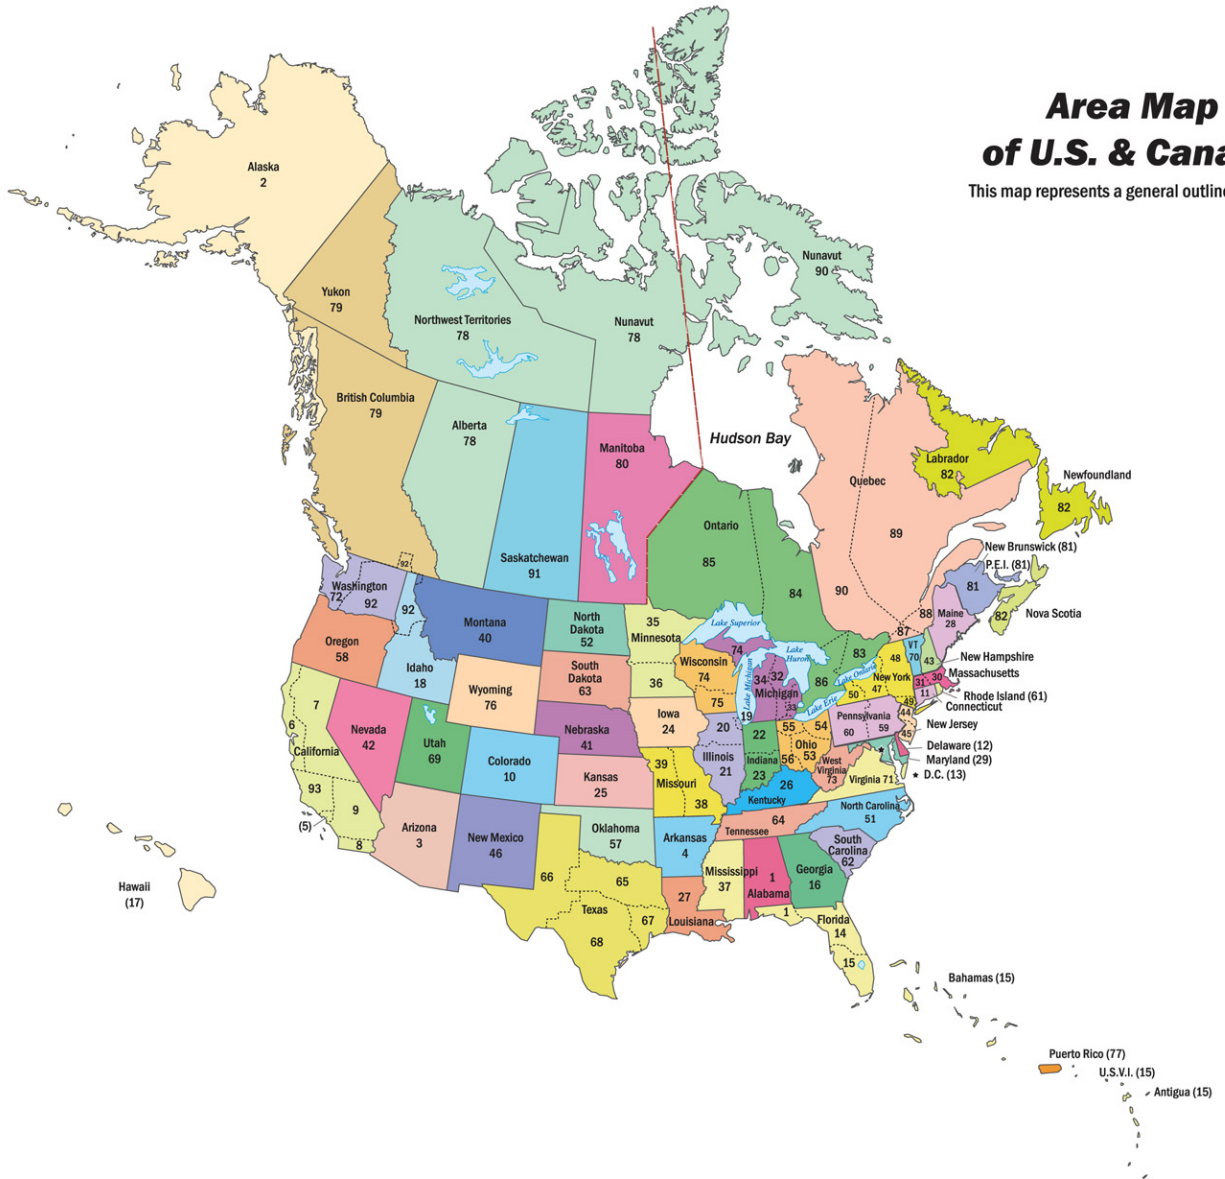 Area Map
of U.S. & Cana
This map represents a general outline
Alaska
2
Yukon
79
Northwest Territories
78
Nunavut
78
Nunavut
90
British Columbia
79
Alberta
78
Saskatchewan
91
Manitoba
80
Hudson Bay
Ontario
85
84
83
86
Quebec
90
89
88
87
Labrador
82
Newfoundland
82
New Brunswick (81)
P.E.I. (81)
81
Nova Scotia
82
Maine
28
Washington
72
92
92
92
Oregon
58
Idaho
18
Montana
40
North
Dakota
52
South
Dakota
63
Minnesota
35
36
Lake Superior
Lake Michigan
Lake
Huron
Lake Ontario
Lake Erie
Wisconsin
74
75
74
Michigan
34
32
33
19
New York
48
47
50
49
VT
70
43
New Hampshire
Massachusetts
31
30
Rhode Island (61)
Connecticut
11
New Jersey
44
45
Delaware (12)
Maryland (29)
★ D.C. (13)
★
Pennsylvania
60
59
Wyoming
76
Nebraska
41
Iowa
24
Illinois
20
21
Indiana
22
23
Ohio
55
54
56
53
West
Virginia
73
Virginia 71
California
7
6
93
9
8
(5)
Nevada
42
Utah
69
Colorado
10
Kansas
25
Missouri
39
38
Kentucky
26
Tennessee
64
North Carolina
51
South
Carolina
62
Arizona
3
New Mexico
46
Oklahoma
57
Arkansas
4
Mississippi
37
1
Alabama
Georgia
16
Texas
66
65
67
68
27
Louisiana
1
Florida
14
15
Hawaii
(17)
Bahamas (15)
Puerto Rico (77)
U.S.V.I. (15)
Antigua (15)